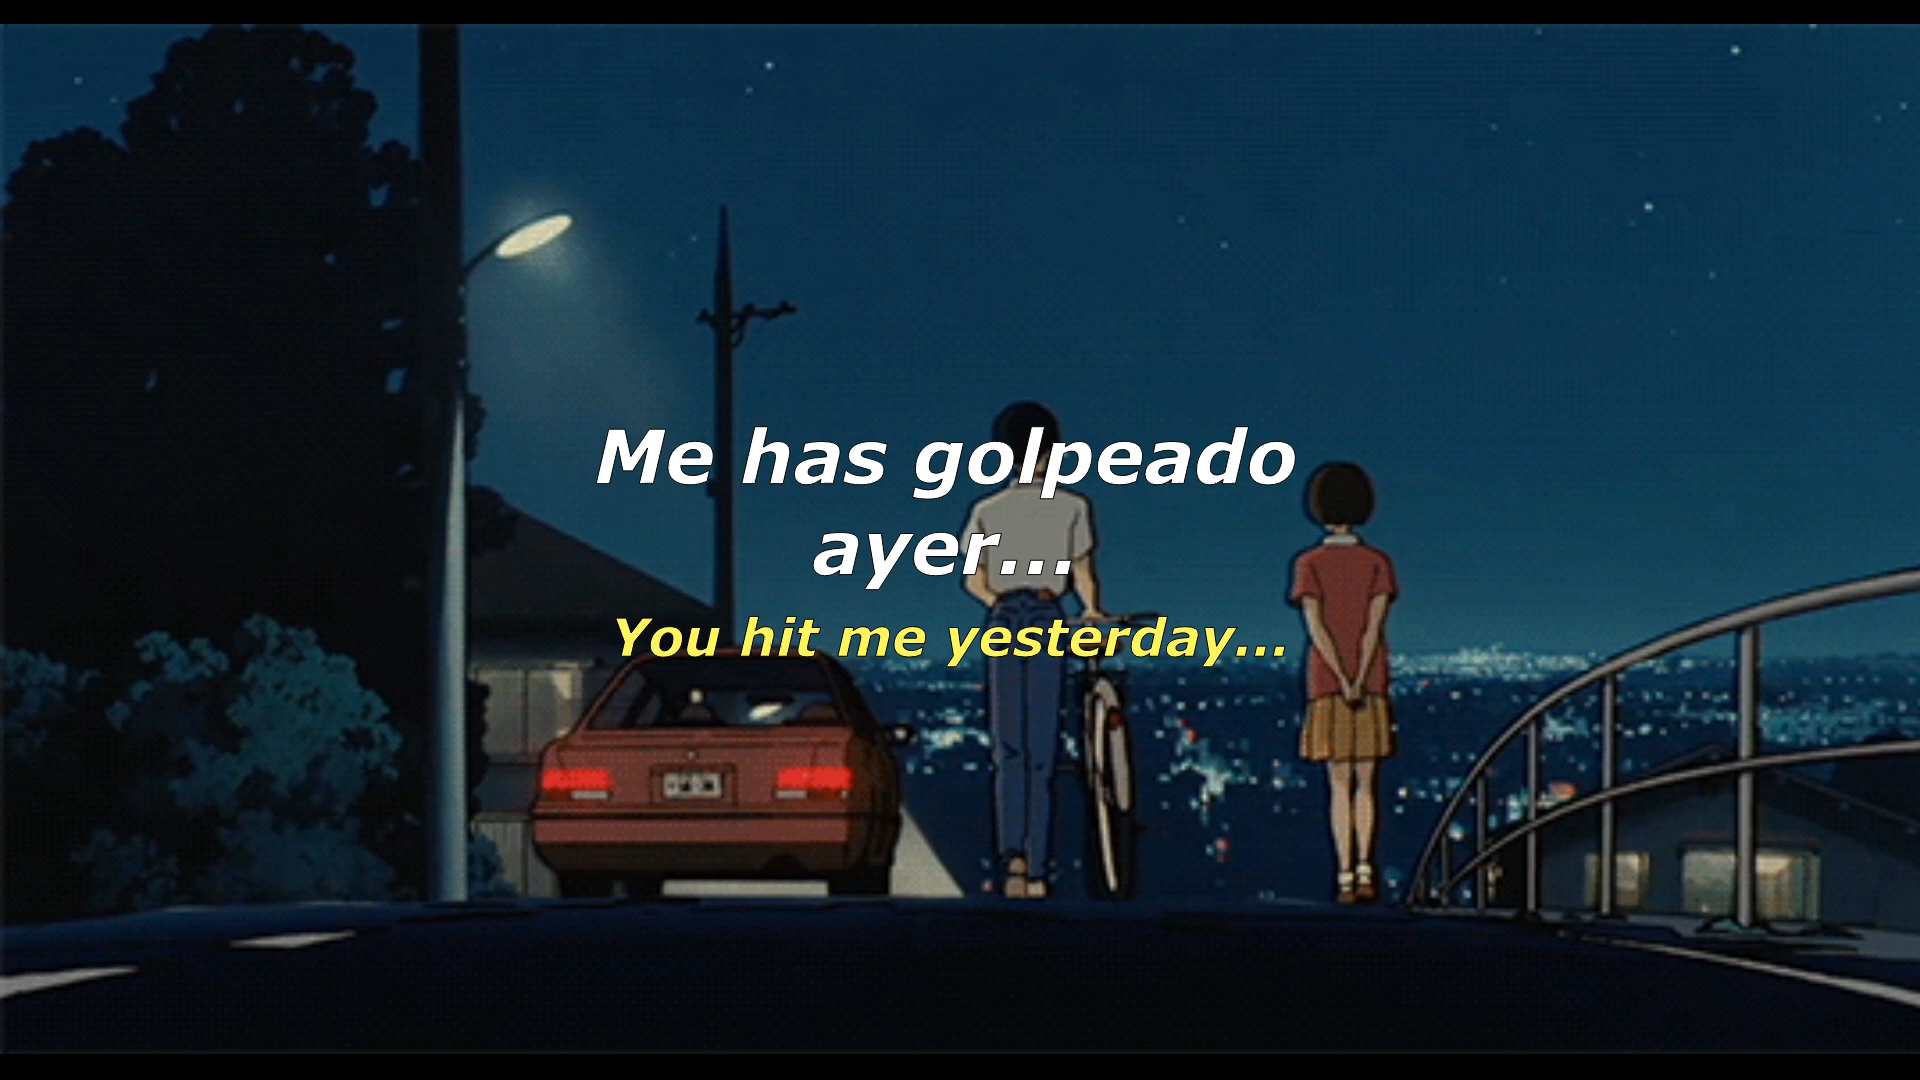 Me has golpeado
ayer...
You hit me yesterday...